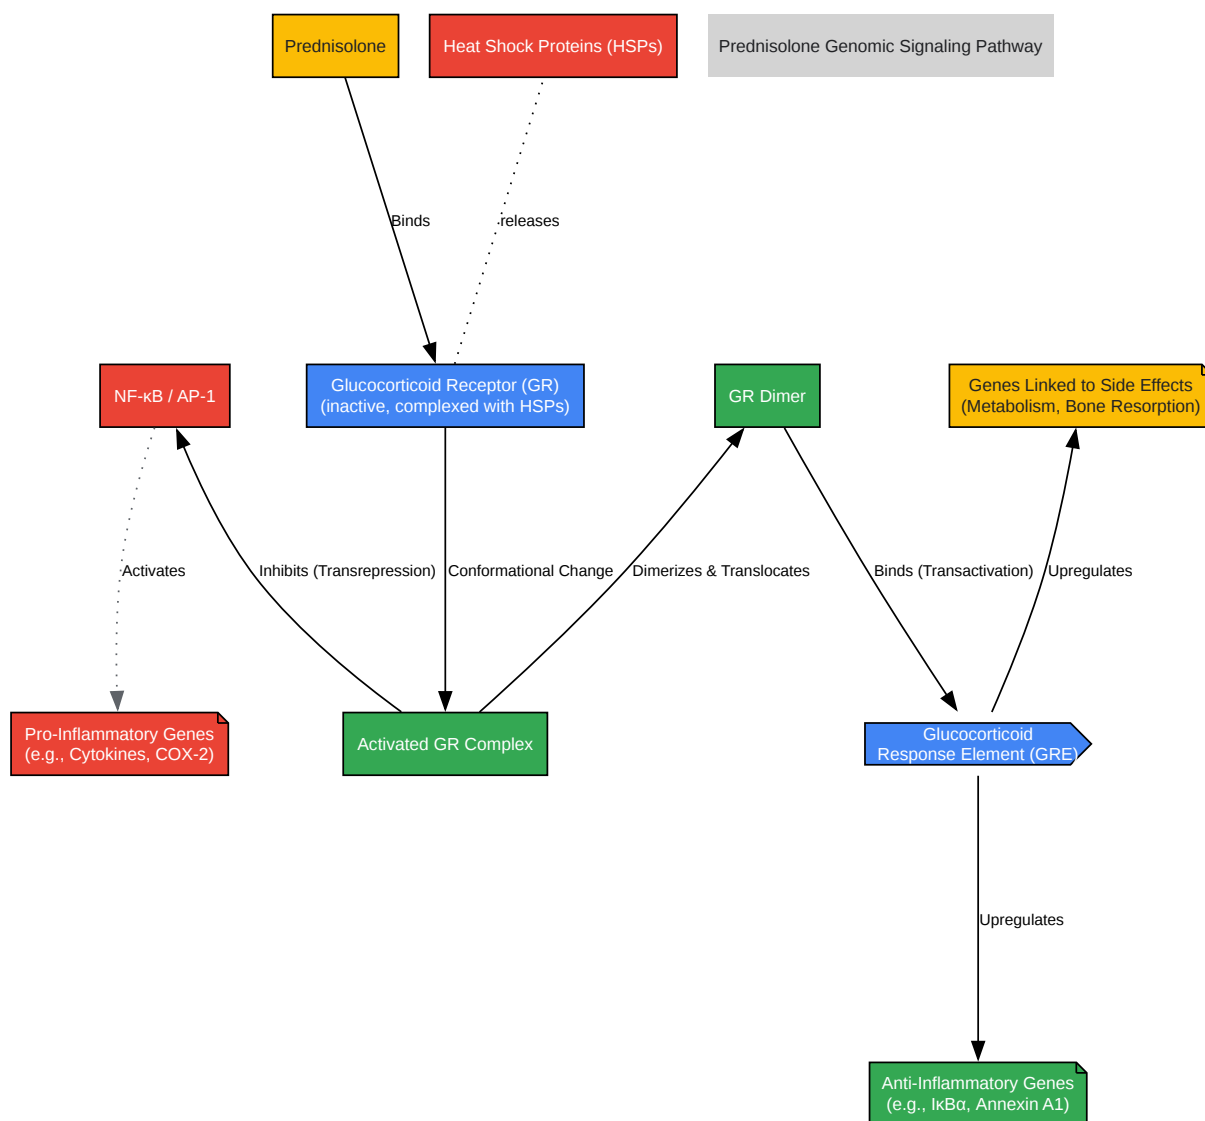 Prednisolone
Heat Shock Proteins (HSPs)
Prednisolone Genomic Signaling Pathway
Binds
releases
NF-κB / AP-1
Glucocorticoid Receptor (GR)
(inactive, complexed with HSPs)
GR Dimer
Genes Linked to Side Effects
(Metabolism, Bone Resorption)
Activates
Inhibits (Transrepression)
Conformational Change
Dimerizes & Translocates
Binds (Transactivation)
Upregulates
Pro-Inflammatory Genes
(e.g., Cytokines, COX-2)
Activated GR Complex
Glucocorticoid
Response Element (GRE)
Upregulates
Anti-Inflammatory Genes
(e.g., IκBα, Annexin A1)